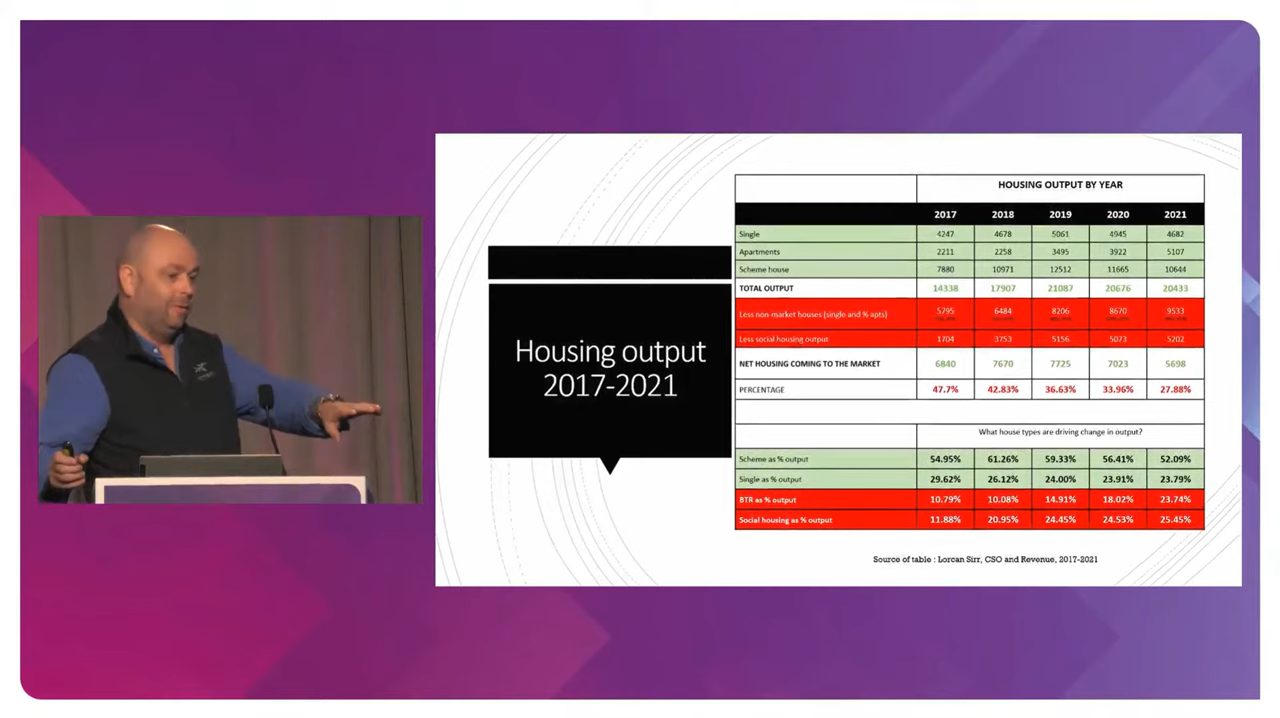 Housing output
2017-2021
HOUSING OUTPUT BY YEAR
2017 2018 2019 2020 2021
Single 4247 4678 5061 4945 4682
Apartments 2211 2258 3495 3922 5107
Scheme house 7880 10971 12512 11665 10644
TOTAL OUTPUT 14338 17907 21087 20676 20433
Less non-market houses (single and % apts) 5795 6484 8206 8670 9533
Less social housing output 1704 3753 5156 5073 5202
NET HOUSING COMING TO THE MARKET 6840 7670 7725 7023 5698
PERCENTAGE 47.7% 42.83% 36.63% 33.96% 27.88%
What house types are driving change in output?
Scheme as % output 54.95% 61.26% 59.33% 56.41% 52.09%
Single as % output 29.62% 26.12% 24.00% 23.91% 23.79%
BTR as % output 10.79% 10.08% 14.91% 18.02% 23.74%
Social housing as % output 11.88% 20.95% 24.45% 24.53% 25.45%
Source of table : Lorcan Sirr, CSO and Revenue, 2017-2021